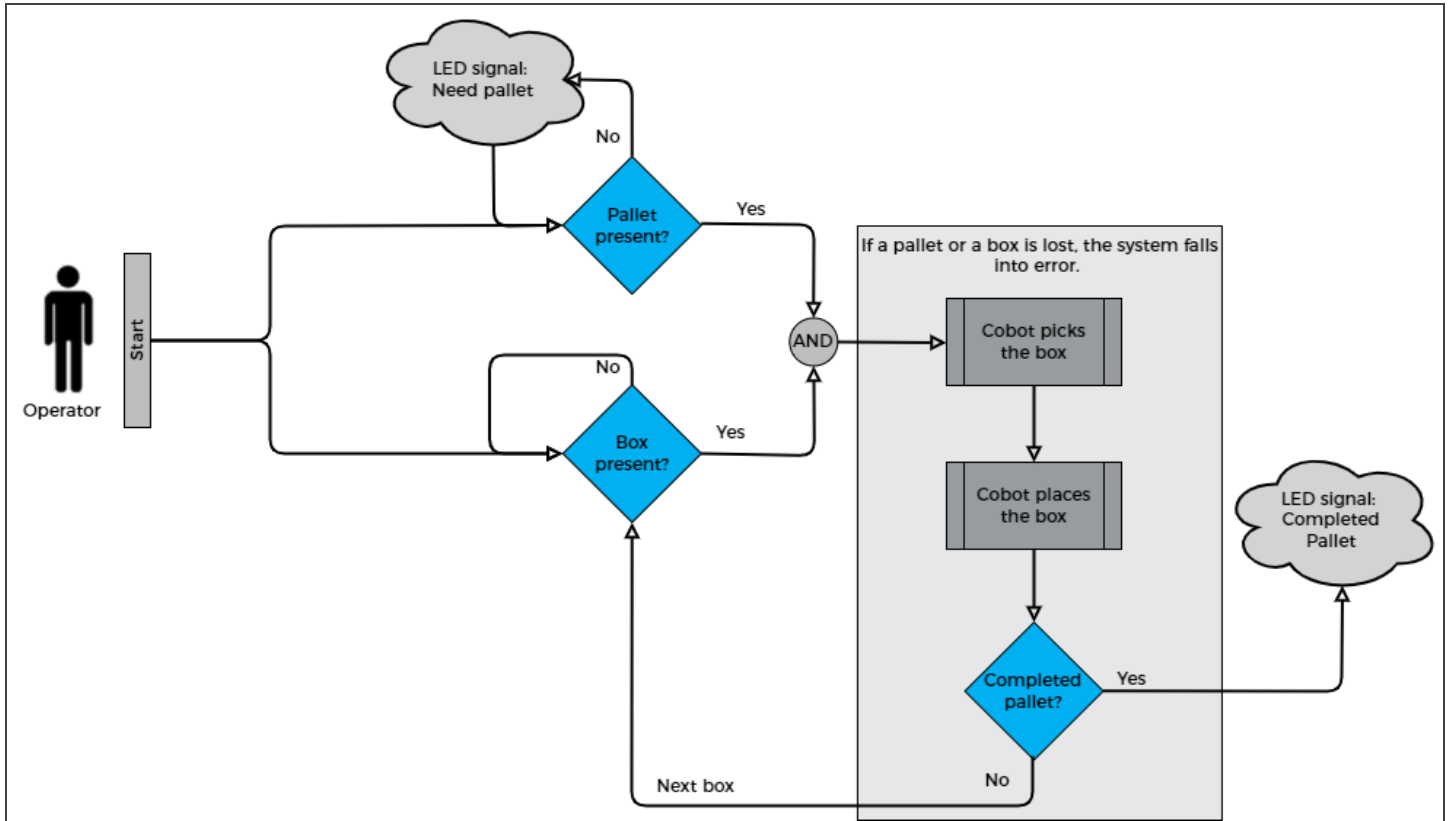 LED signal:
Need pallet
No
Pallet
present?
Yes
If a pallet or a box is lost, the system falls
into error.
Operator
Start
AND
Cobot picks
the box
No
Box
present?
Yes
Cobot places
the box
LED signal:
Completed
Pallet
Completed
pallet?
Yes
No
Next box